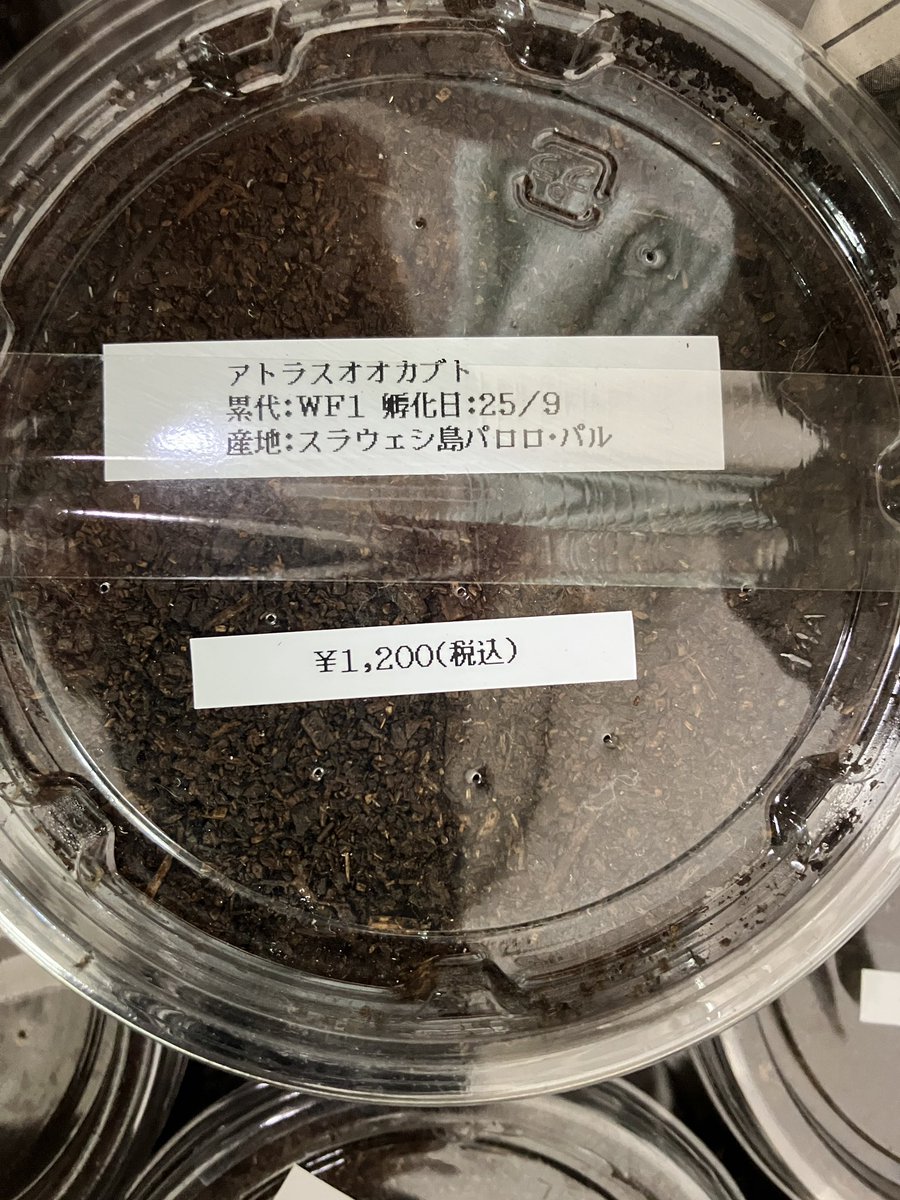 アトラスオオカブト
累代:WF1 孵化日:25/9
産地:スラウェシ島パロロ・パル
¥1,200(税込)